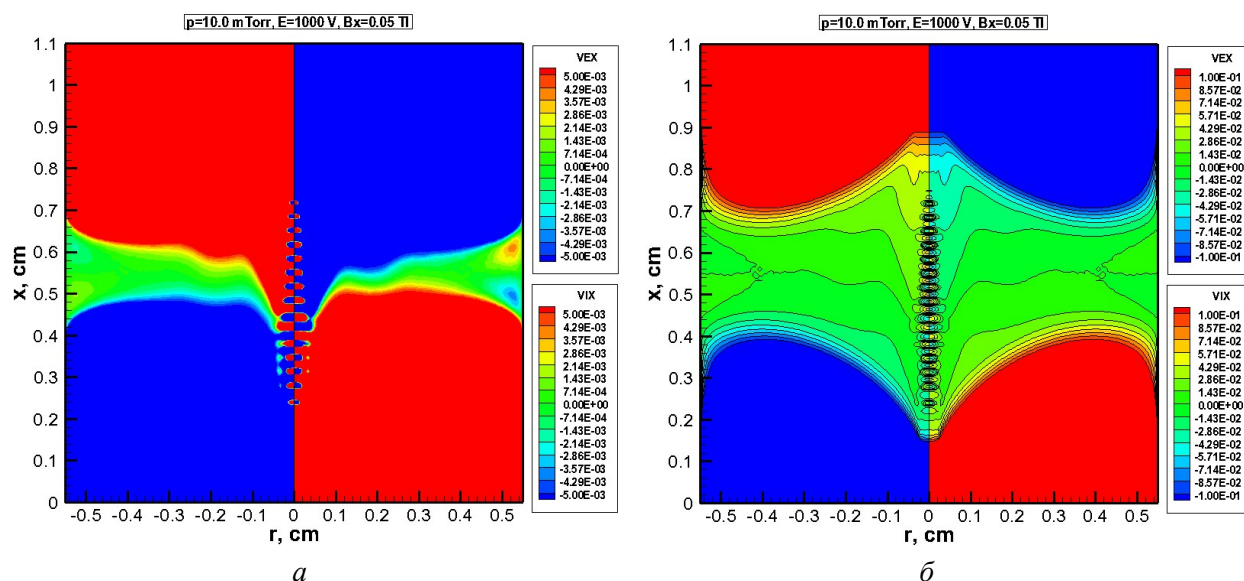 p=10.0 mTorr, E=1000 V, Bx=0.05 Tl
1.1
1
0.9
0.8
0.7
0.6
0.5
0.4
0.3
0.2
0.1
0
x, cm
-0.5 -0.4 -0.3 -0.2 -0.1 0 0.1 0.2 0.3 0.4 0.5
r, cm
VEX
5.00E-03
4.29E-03
3.57E-03
2.86E-03
2.14E-03
1.43E-03
7.14E-04
0.00E+00
-7.14E-04
-1.43E-03
-2.14E-03
-2.86E-03
-3.57E-03
-4.29E-03
-5.00E-03
VIX
5.00E-03
4.29E-03
3.57E-03
2.86E-03
2.14E-03
1.43E-03
7.14E-04
0.00E+00
-7.14E-04
-1.43E-03
-2.14E-03
-2.86E-03
-3.57E-03
-4.29E-03
-5.00E-03
а
p=10.0 mTorr, E=1000 V, Bx=0.05 Tl
1.1
1
0.9
0.8
0.7
0.6
0.5
0.4
0.3
0.2
0.1
0
x, cm
-0.5 -0.4 -0.3 -0.2 -0.1 0 0.1 0.2 0.3 0.4 0.5
r, cm
VEX
1.00E-01
8.57E-02
7.14E-02
5.71E-02
4.29E-02
2.86E-02
1.43E-02
0.00E+00
-1.43E-02
-2.86E-02
-4.29E-02
-5.71E-02
-7.14E-02
-8.57E-02
-1.00E-01
VIX
1.00E-01
8.57E-02
7.14E-02
5.71E-02
4.29E-02
2.86E-02
1.43E-02
0.00E+00
-1.43E-02
-2.86E-02
-4.29E-02
-5.71E-02
-7.14E-02
-8.57E-02
-1.00E-01
б